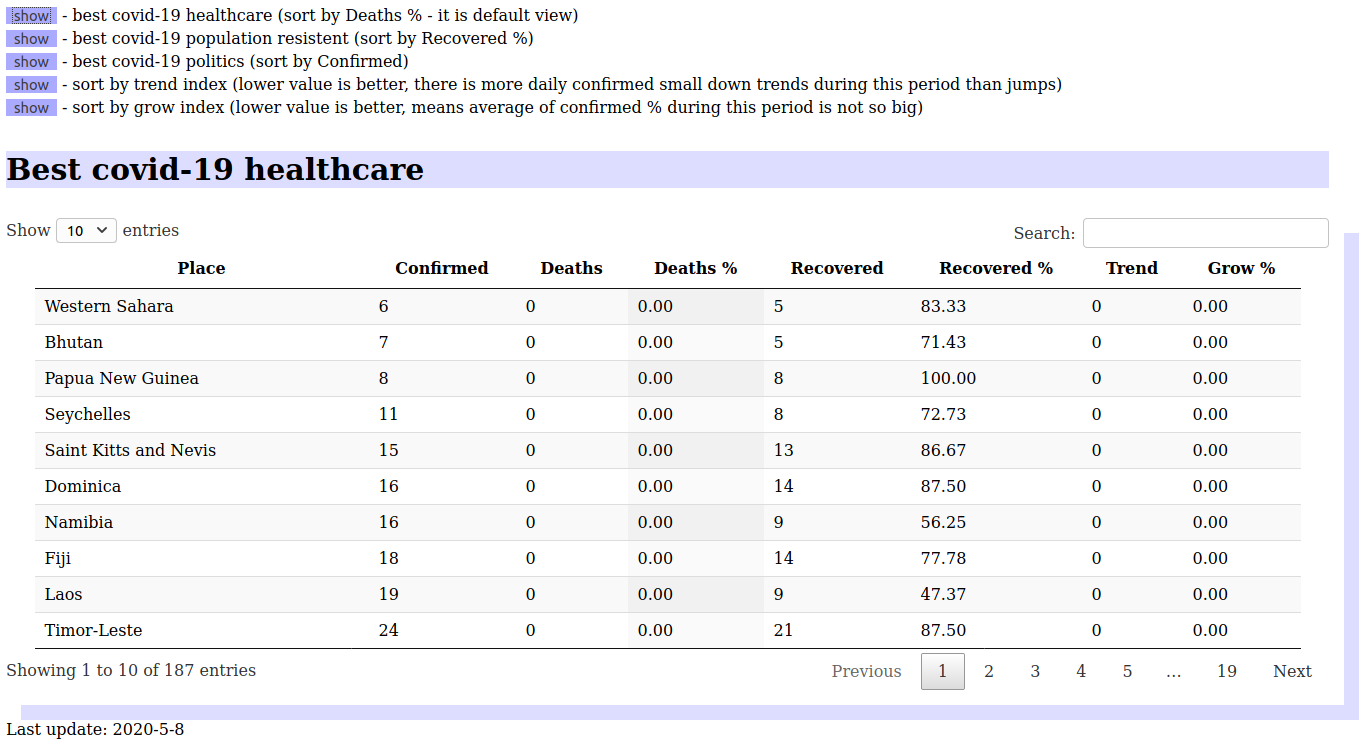 show - best covid-19 healthcare (sort by Deaths % - it is default view)
show - best covid-19 population resistent (sort by Recovered %)
show - best covid-19 politics (sort by Confirmed)
show - sort by trend index (lower value is better, there is more daily confirmed small down trends during this period than jumps)
show - sort by grow index (lower value is better, means average of confirmed % during this period is not so big)
Best covid-19 healthcare
Show 10 entries Search:
Place Confirmed Deaths Deaths % Recovered Recovered % Trend Grow %
Western Sahara 6 0 0.00 5 83.33 0 0.00
Bhutan 7 0 0.00 5 71.43 0 0.00
Papua New Guinea 8 0 0.00 8 100.00 0 0.00
Seychelles 11 0 0.00 8 72.73 0 0.00
Saint Kitts and Nevis 15 0 0.00 13 86.67 0 0.00
Dominica 16 0 0.00 14 87.50 0 0.00
Namibia 16 0 0.00 9 56.25 0 0.00
Fiji 18 0 0.00 14 77.78 0 0.00
Laos 19 0 0.00 9 47.37 0 0.00
Timor-Leste 24 0 0.00 21 87.50 0 0.00
Showing 1 to 10 of 187 entries Previous 1 2 3 4 5 … 19 Next
Last update: 2020-5-8